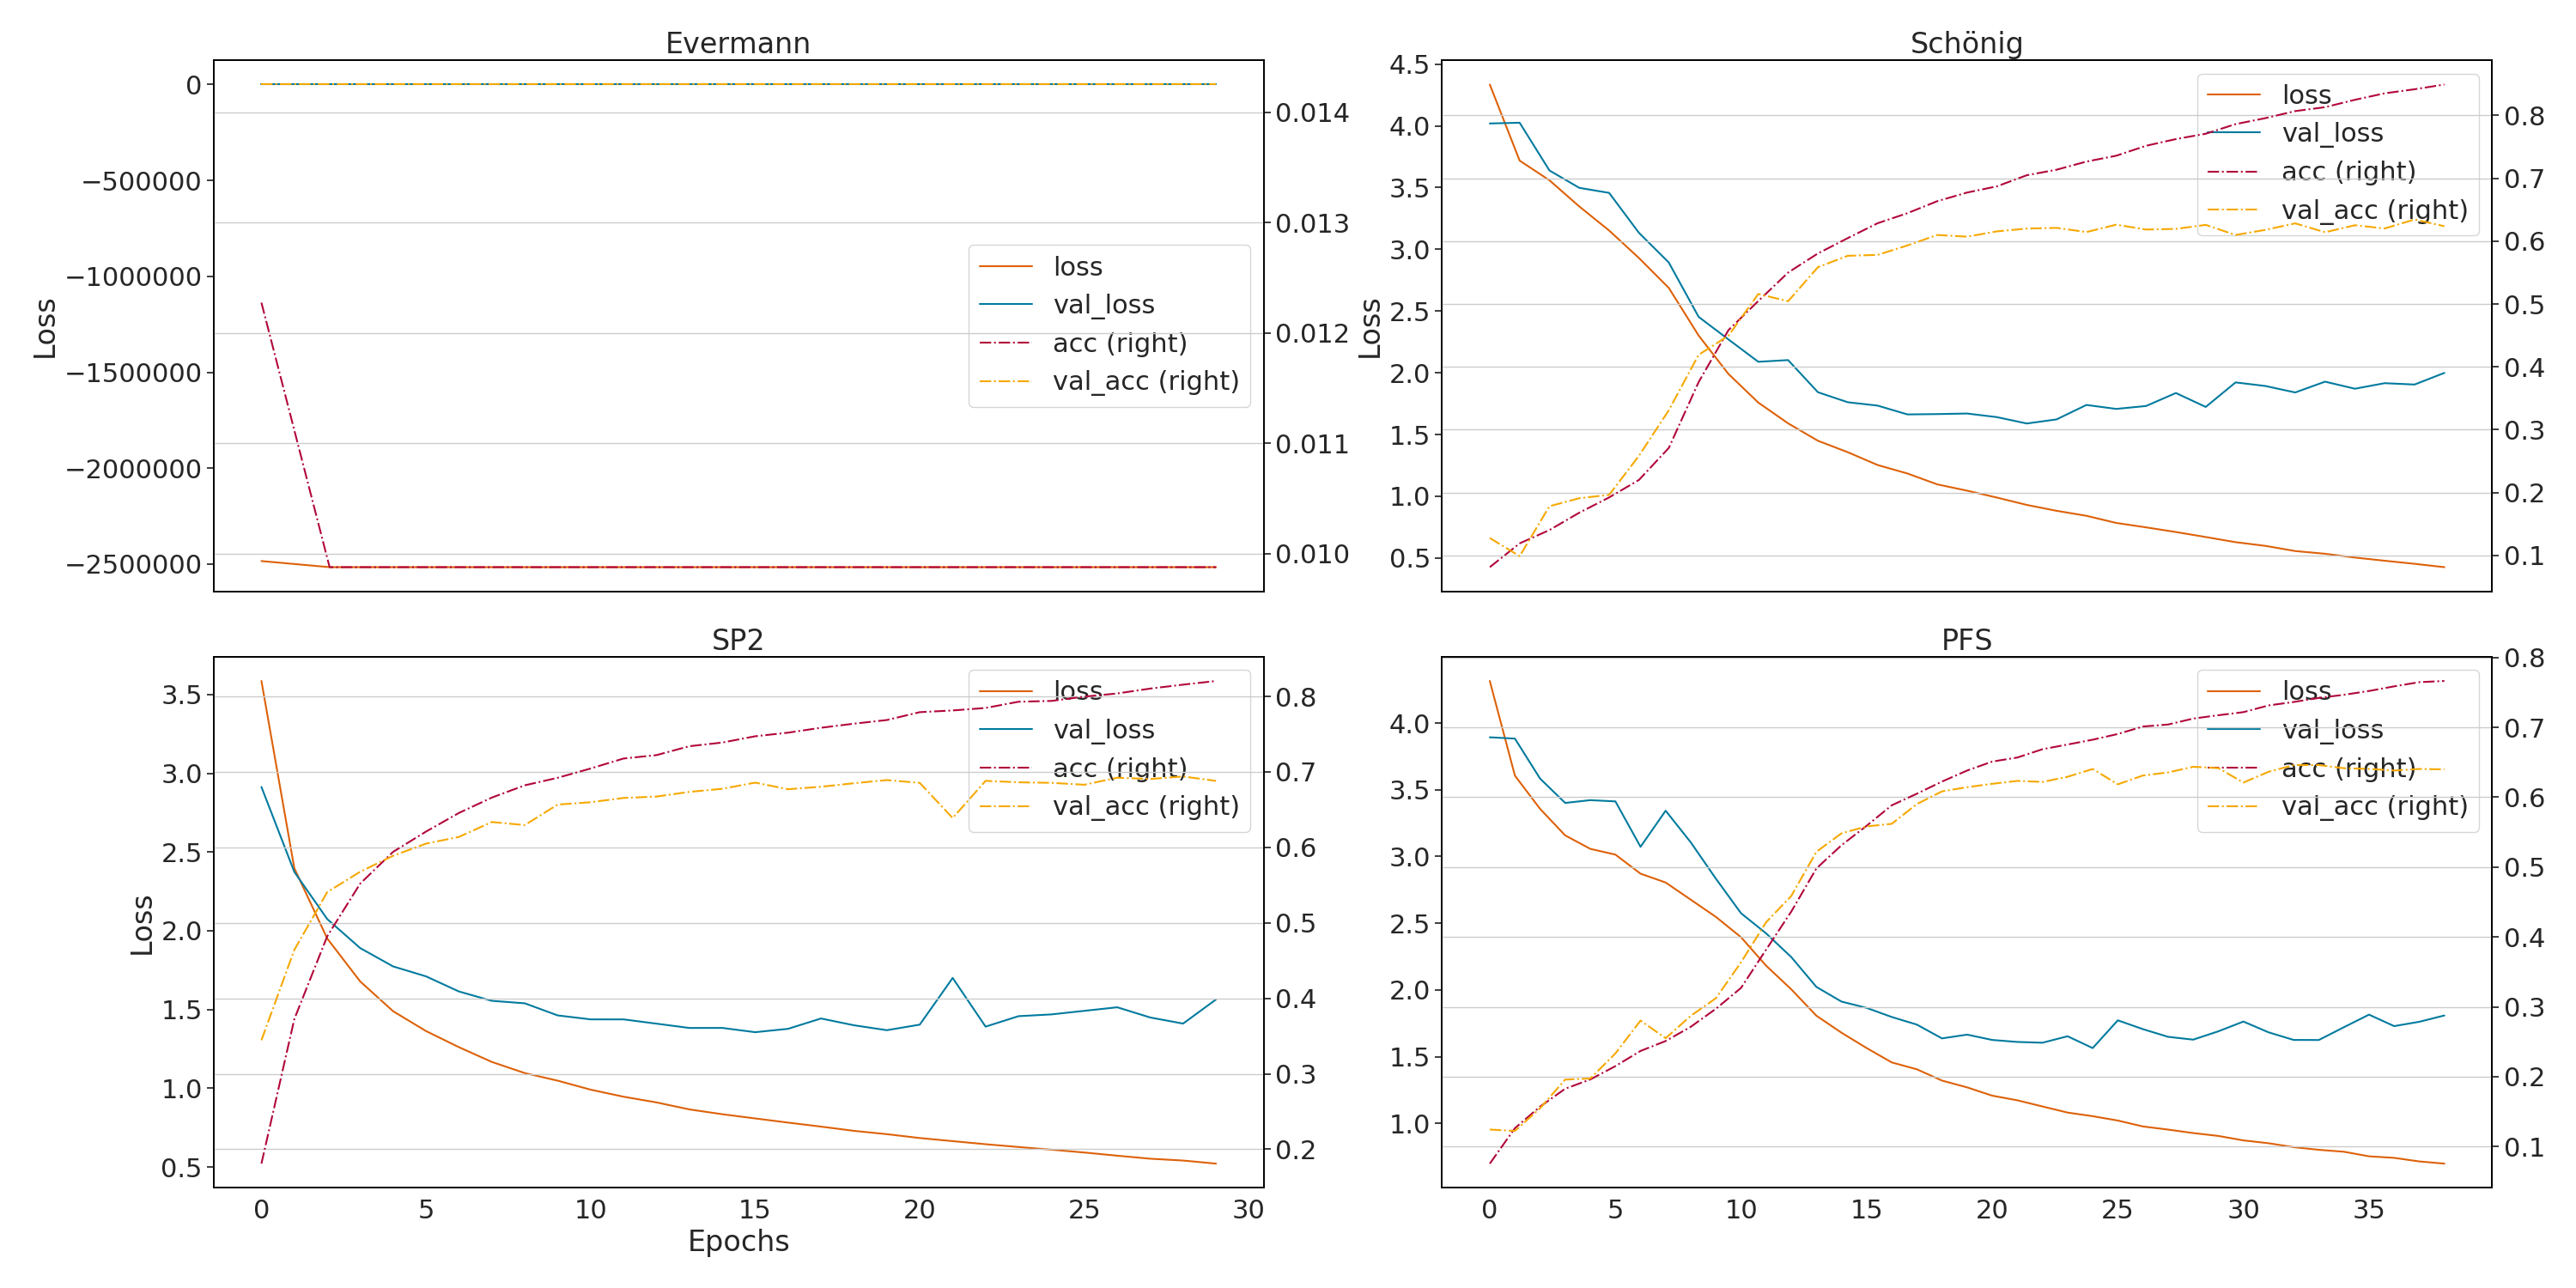 Evermann
0
−500000
−1000000
−1500000
−2000000
−2500000
Loss
0.014
0.013
0.012
0.011
0.010
loss
val_loss
acc (right)
val_acc (right)
Schönig
4.5
4.0
3.5
3.0
2.5
2.0
1.5
1.0
0.5
Loss
0.8
0.7
0.6
0.5
0.4
0.3
0.2
0.1
loss
val_loss
acc (right)
val_acc (right)
SP2
3.5
3.0
2.5
2.0
1.5
1.0
0.5
Loss
0.8
0.7
0.6
0.5
0.4
0.3
0.2
loss
val_loss
acc (right)
val_acc (right)
0 5 10 15 20 25 30
Epochs
PFS
4.0
3.5
3.0
2.5
2.0
1.5
1.0
0.8
0.7
0.6
0.5
0.4
0.3
0.2
0.1
loss
val_loss
acc (right)
val_acc (right)
0 5 10 15 20 25 30 35